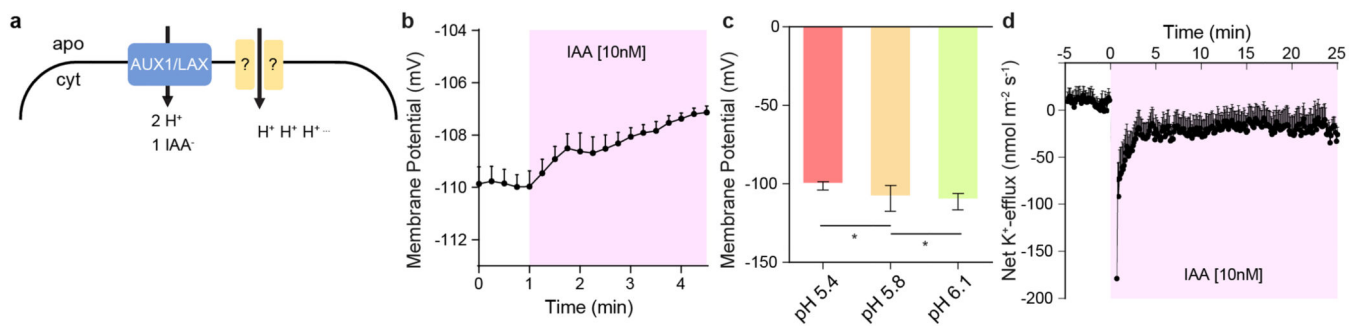 a
apo
cyt
AUX1/LAX
? ?
2 H⁺
1 IAA⁻
H⁺ H⁺ H⁺...
b
IAA [10nM]
Membrane Potential (mV)
-104
-106
-108
-110
-112
0 1 2 3 4
Time (min)
c
Membrane Potential (mV)
0
-50
-100
-150
*
*
pH 5.4
pH 5.8
pH 6.1
d
Time (min)
-5 0 5 10 15 20 25
Net K⁺-efflux (nmol m⁻² s⁻¹)
0
-50
-100
-150
-200
IAA [10nM]